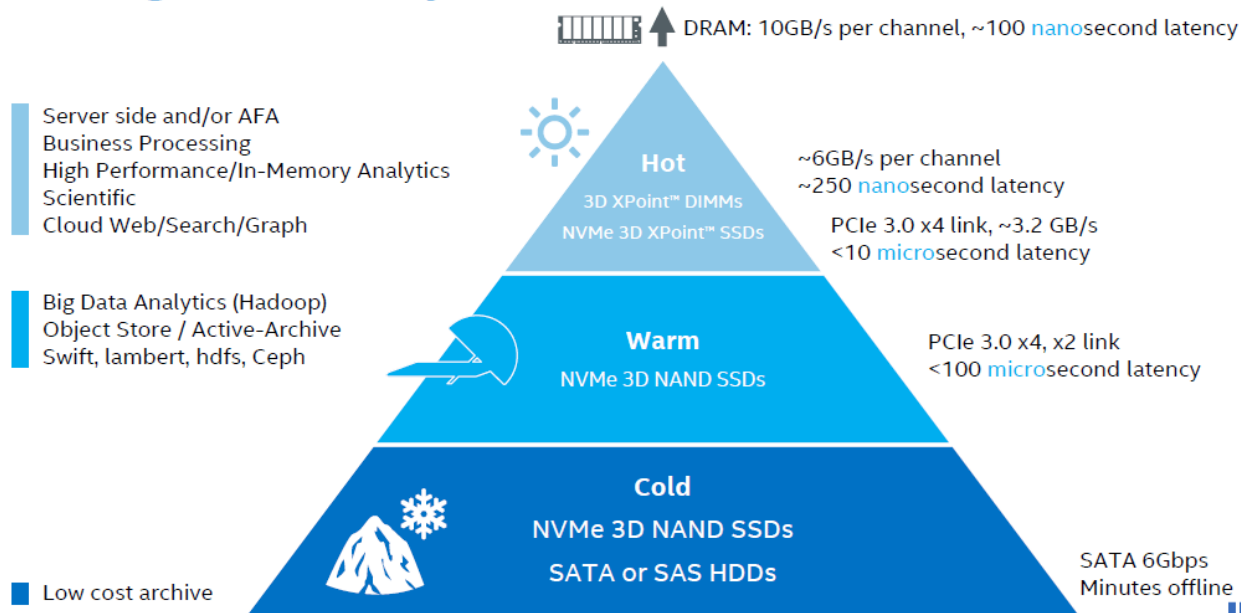 DRAM: 10GB/s per channel, ~100 nanosecond latency
Server side and/or AFA
Business Processing
High Performance/In-Memory Analytics
Scientific
Cloud Web/Search/Graph
Hot
3D XPoint™ DIMMs
NVMe 3D XPoint™ SSDs
~6GB/s per channel
~250 nanosecond latency
PCIe 3.0 x4 link, ~3.2 GB/s
<10 microsecond latency
Big Data Analytics (Hadoop)
Object Store / Active-Archive
Swift, lambert, hdfs, Ceph
Warm
NVMe 3D NAND SSDs
PCIe 3.0 x4, x2 link
<100 microsecond latency
Cold
NVMe 3D NAND SSDs
SATA or SAS HDDs
Low cost archive
SATA 6Gbps
Minutes offline